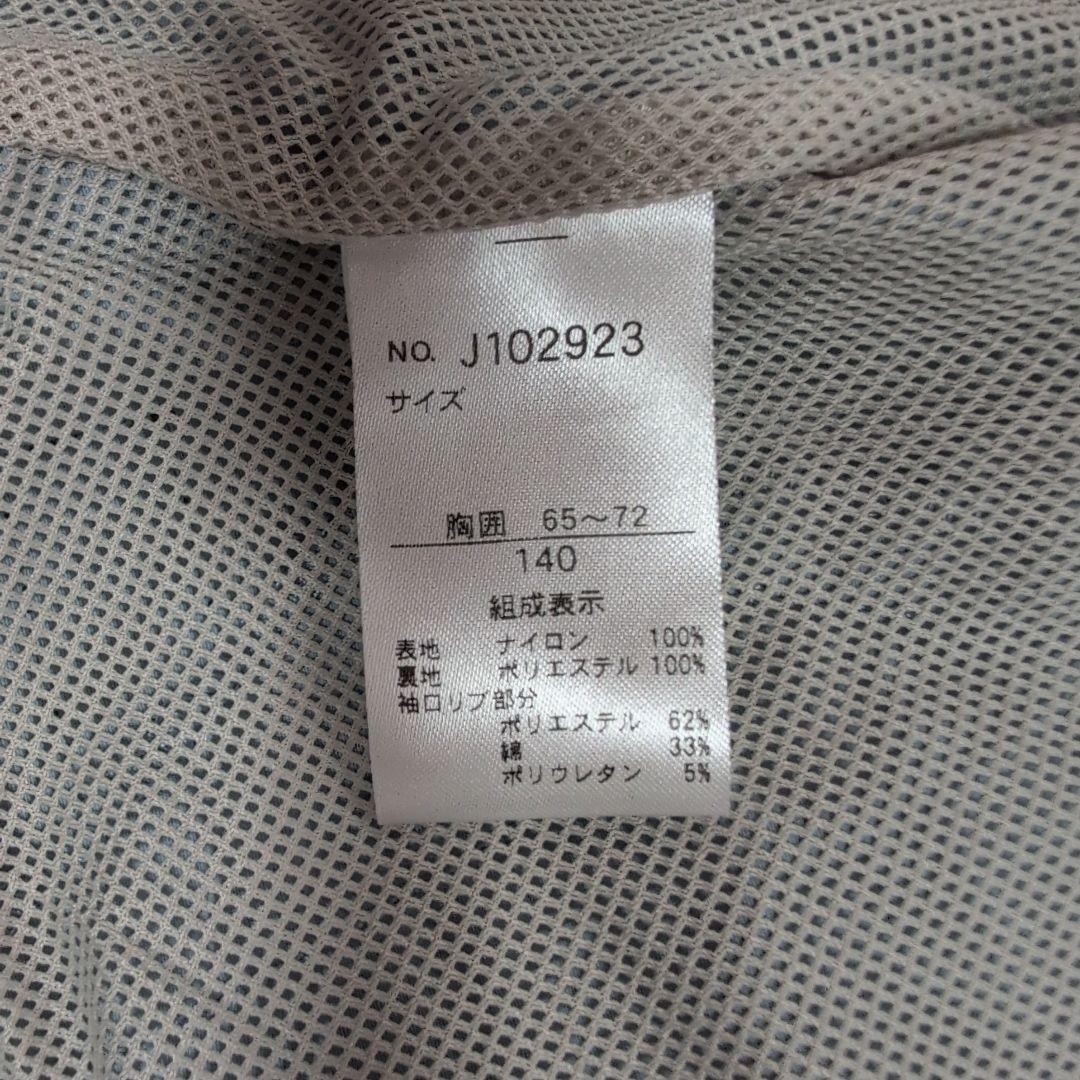 NO. J102923
サイズ
胸囲 65～72
140
組成表示
表地 ナイロン 100%
裏地 ポリエステル 100%
袖口リブ部分
ポリエステル 62%
綿 33%
ポリウレタン 5%